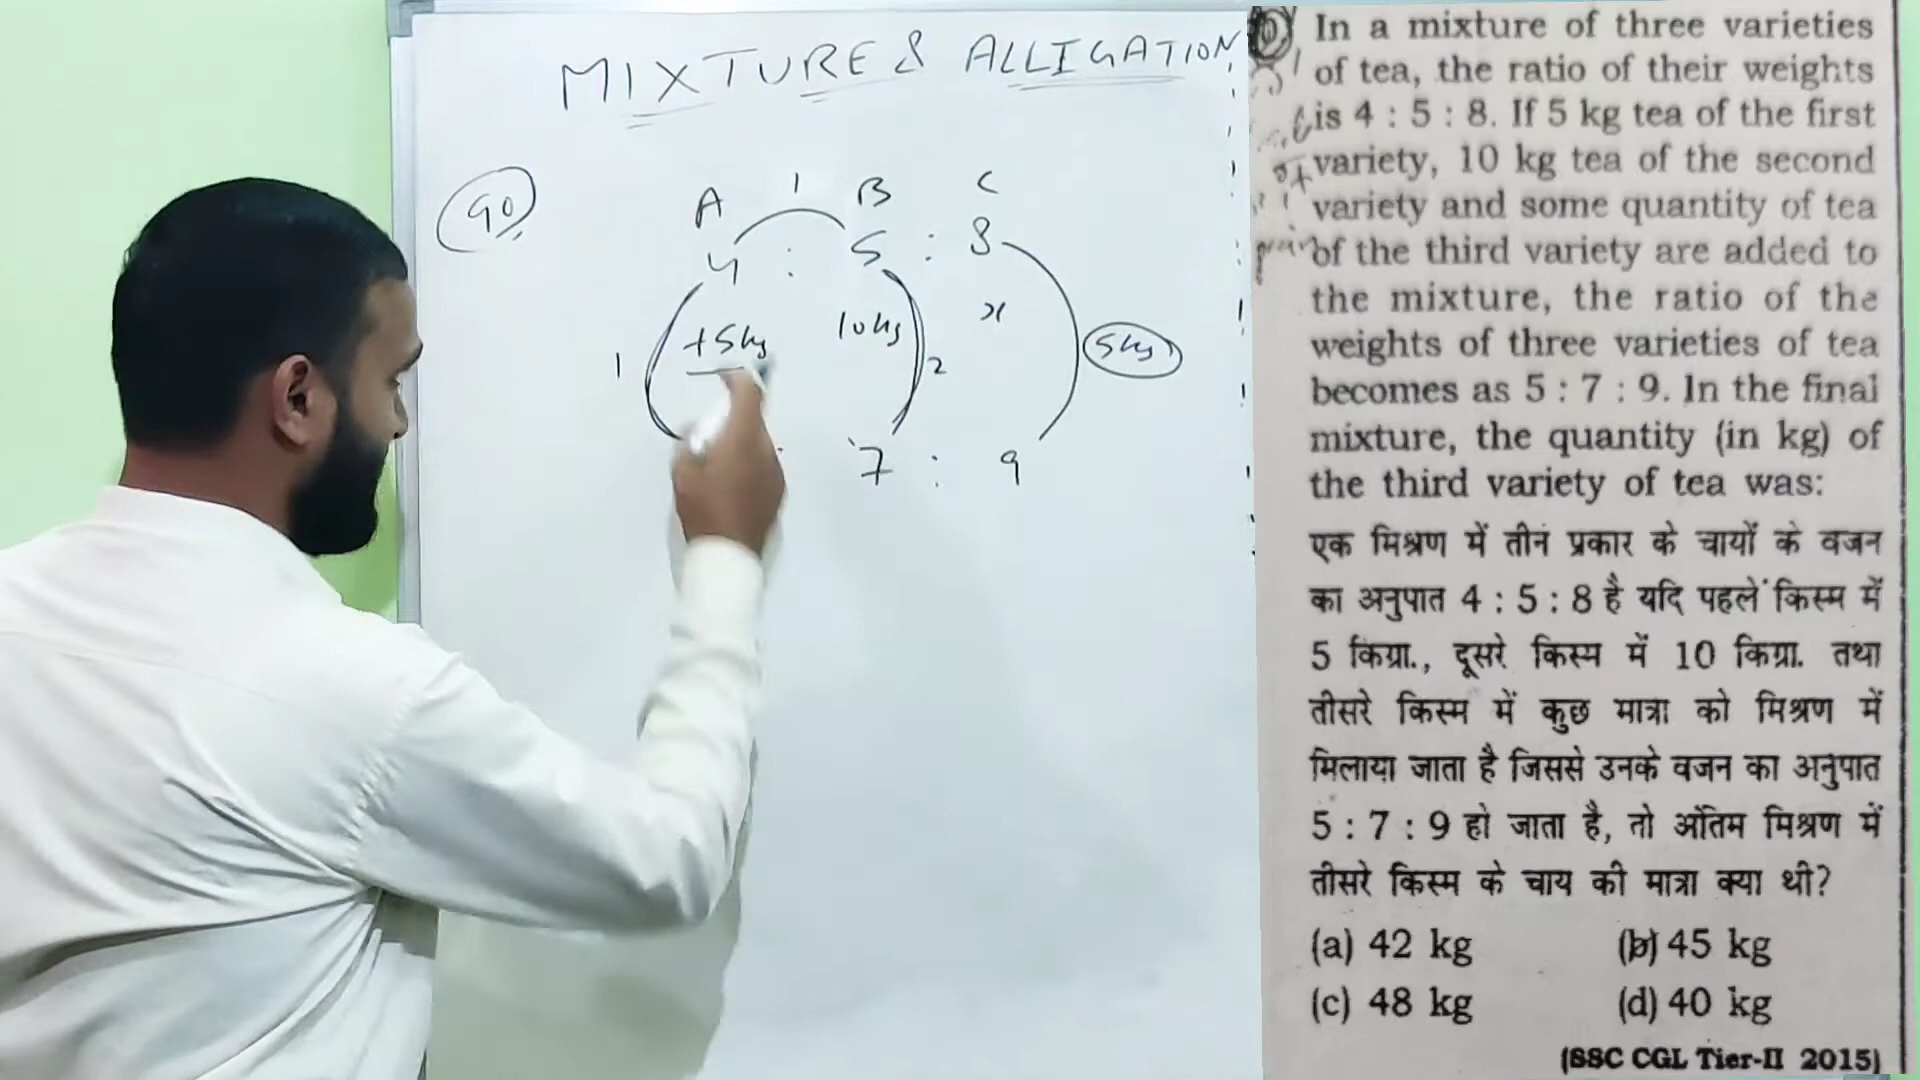 MIXTURE & ALLIGATION
90
A 1 B C
4 : 5 : 8
+5kg 10kg x 5kg
1 2
: 7 : 9
In a mixture of three varieties
of tea, the ratio of their weights
is 4 : 5 : 8. If 5 kg tea of the first
variety, 10 kg tea of the second
variety and some quantity of tea
of the third variety are added to
the mixture, the ratio of the
weights of three varieties of tea
becomes as 5 : 7 : 9. In the final
mixture, the quantity (in kg) of
the third variety of tea was:
एक मिश्रण में तीन प्रकार के चायों के वजन
का अनुपात 4 : 5 : 8 है यदि पहले किस्म में
5 किग्रा., दूसरे किस्म में 10 किग्रा. तथा
तीसरे किस्म में कुछ मात्रा को मिश्रण में
मिलाया जाता है जिससे उनके वजन का अनुपात
5 : 7 : 9 हो जाता है, तो अंतिम मिश्रण में
तीसरे किस्म के चाय की मात्रा क्या थी?
(a) 42 kg (b) 45 kg
(c) 48 kg (d) 40 kg
(SSC CGL Tier-II 2015)